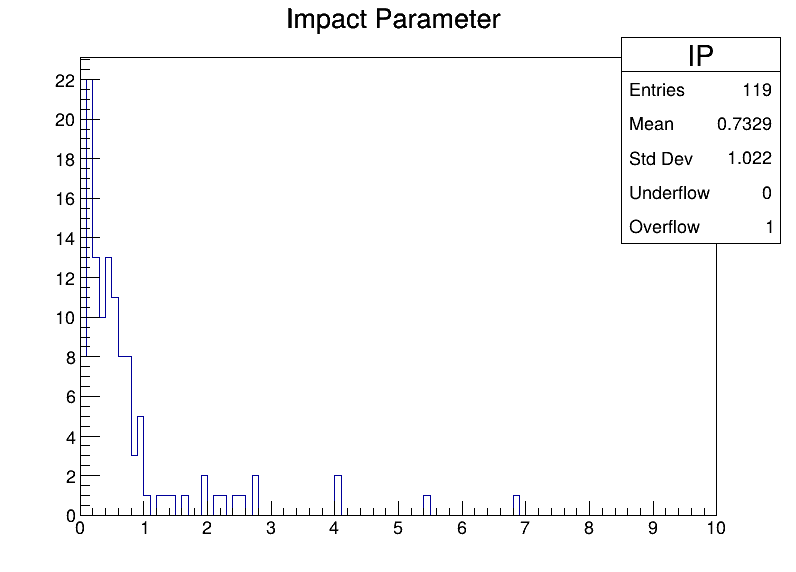 Impact Parameter
IP
Entries 119
Mean 0.7329
Std Dev 1.022
Underflow 0
Overflow 1
22
20
18
16
14
12
10
8
6
4
2
0
0 1 2 3 4 5 6 7 8 9 10